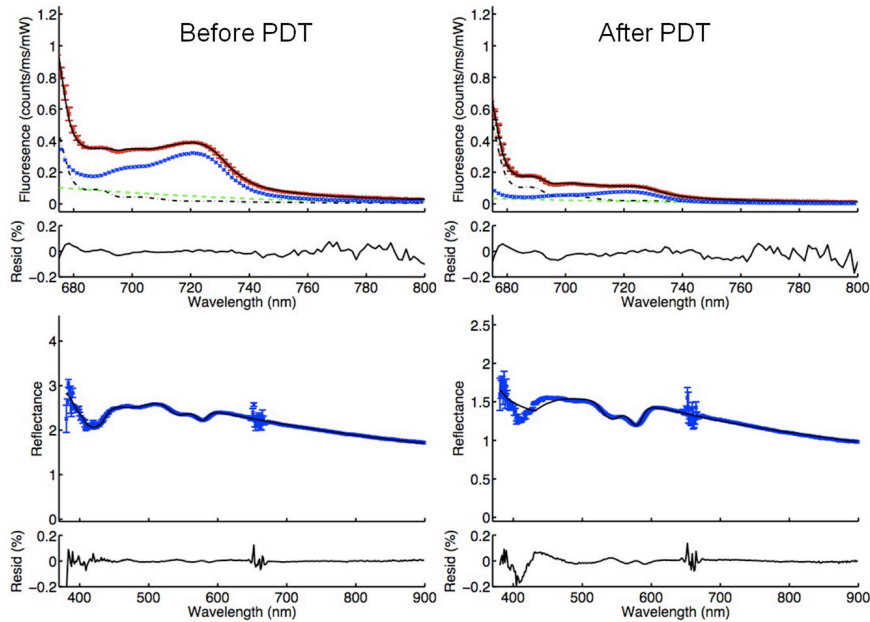 Before PDT
After PDT
Fluoresence (counts/ms/mW)
1.2
1
0.8
0.6
0.4
0.2
0
Fluoresence (counts/ms/mW)
1.2
1
0.8
0.6
0.4
0.2
0
Resid (%)
0.2
0
−0.2
680 700 720 740 760 780 800
Wavelength (nm)
Resid (%)
0.2
0
−0.2
680 700 720 740 760 780 800
Wavelength (nm)
Reflectance
4
3
2
1
0
Reflectance
2.5
2
1.5
1
0.5
0
Resid (%)
0.2
0
−0.2
400 500 600 700 800 900
Wavelength (nm)
Resid (%)
0.2
0
−0.2
400 500 600 700 800 900
Wavelength (nm)